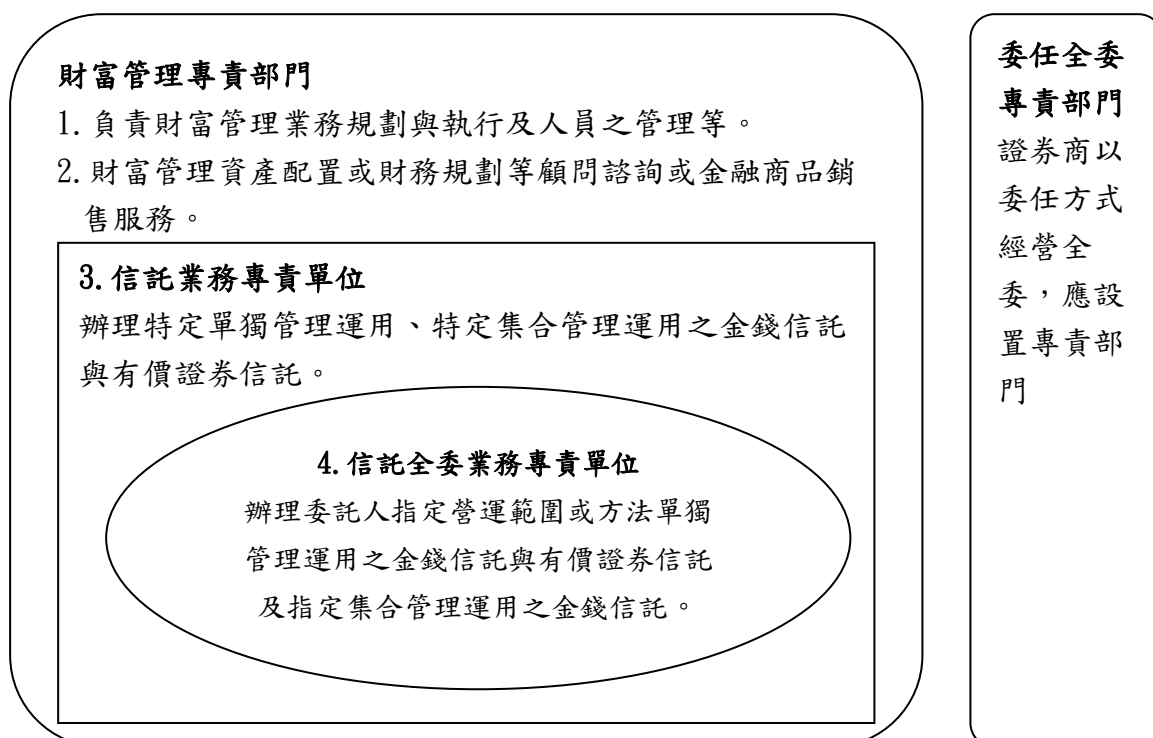 財富管理專責部門
1.負責財富管理業務規劃與執行及人員之管理等。
2.財富管理資產配置或財務規劃等顧問諮詢或金融商品銷
售服務。
3.信託業務專責單位
辦理特定單獨管理運用、特定集合管理運用之金錢信託
與有價證券信託。
4.信託全委業務專責單位
辦理委託人指定營運範圍或方法單獨
管理運用之金錢信託與有價證券信託
及指定集合管理運用之金錢信託。
委任全委
專責部門
證券商以
委任方式
經營全
委，應設
置專責部
門